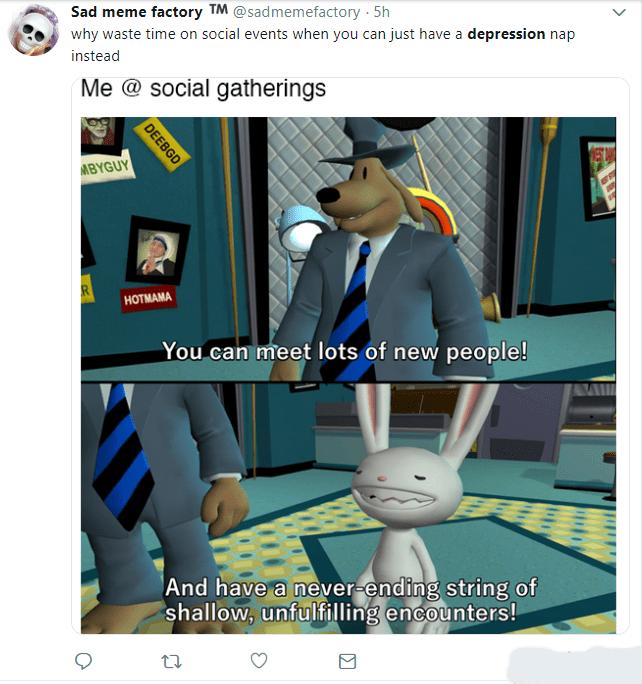 Sad meme factory ™ @sadmemefactory · 5h
why waste time on social events when you can just have a depression nap
instead
Me @ social gatherings
DEEBGO
MBYGUY
R
HOTMAMA
You can meet lots of new people!
And have a never-ending string of
shallow, unfulfilling encounters!